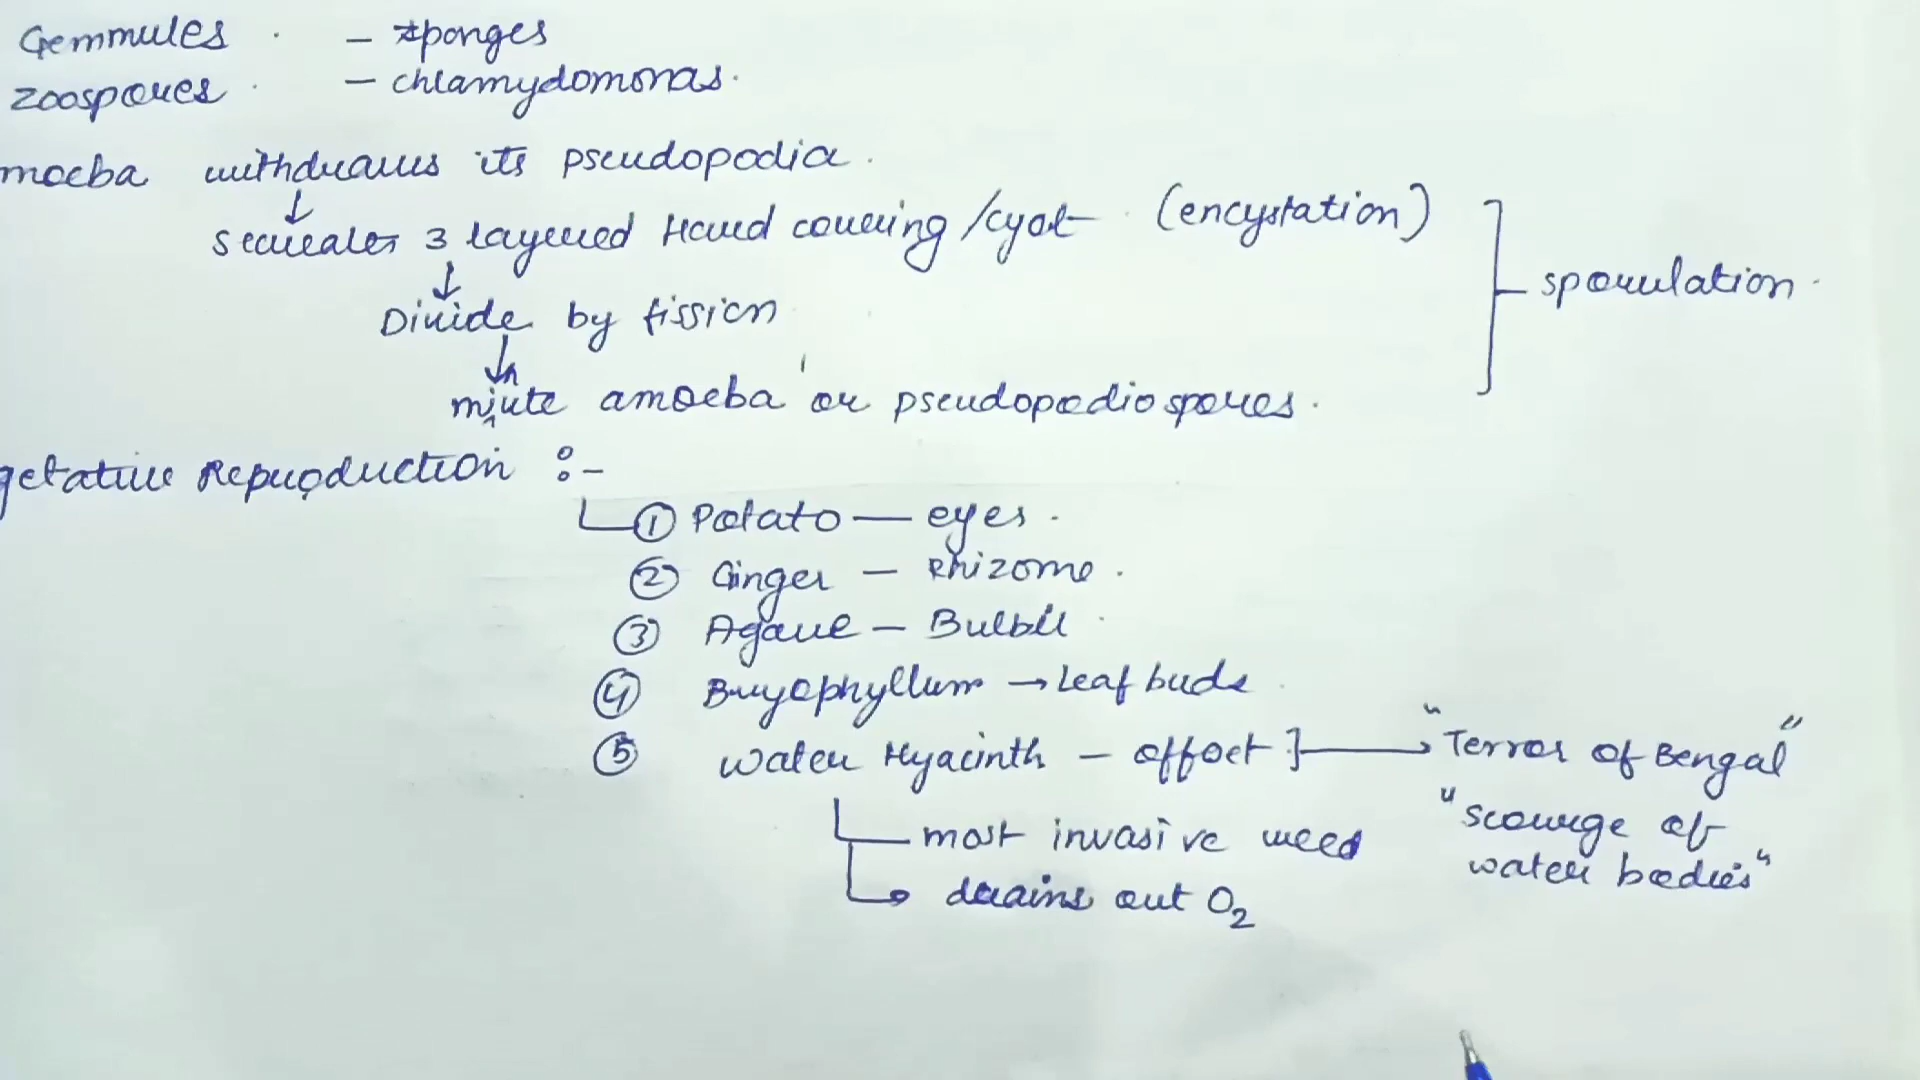 Gemmules - sponges
zoospores - chlamydomonas.
moeba withdraws its pseudopodia.
↓
secreates 3 layered Hard covering /cyst (encystation)
↓
Divide by fission
sporulation
↓
minute amoeba or pseudopodiospores.
getative Reproduction :-
① Potato — eyes.
② Ginger - Rhizome.
③ Agave - Bulbil
④ Bryophyllum → Leaf buds
⑤ water Hyacinth - offset ] → "Terror of Bengal"
"scourge of
water bodies"
most invasive weed
→ drains out O₂